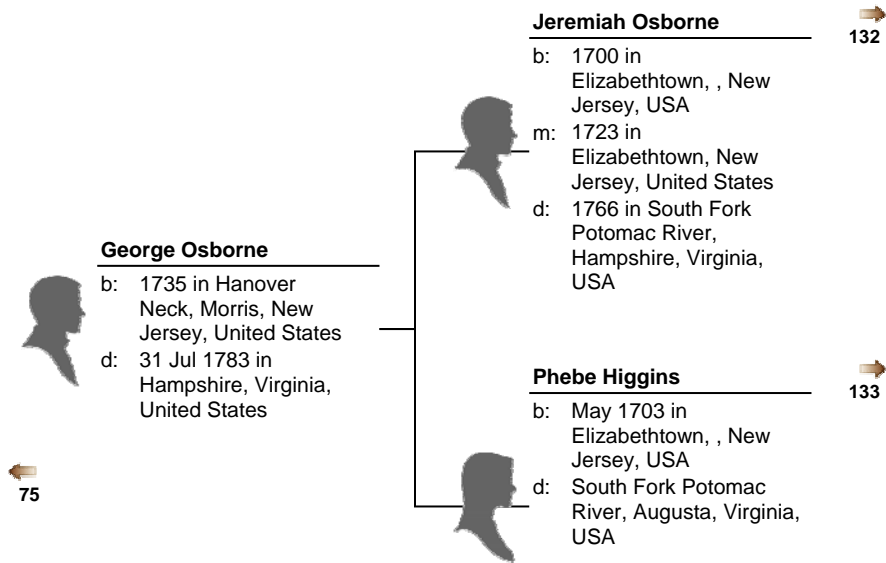 Jeremiah Osborne
132
b: 1700 in
Elizabethtown, , New
Jersey, USA
m: 1723 in
Elizabethtown, New
Jersey, United States
d: 1766 in South Fork
Potomac River,
Hampshire, Virginia,
USA
George Osborne
b: 1735 in Hanover
Neck, Morris, New
Jersey, United States
d: 31 Jul 1783 in
Hampshire, Virginia,
United States
75
Phebe Higgins
133
b: May 1703 in
Elizabethtown, , New
Jersey, USA
d: South Fork Potomac
River, Augusta, Virginia,
USA